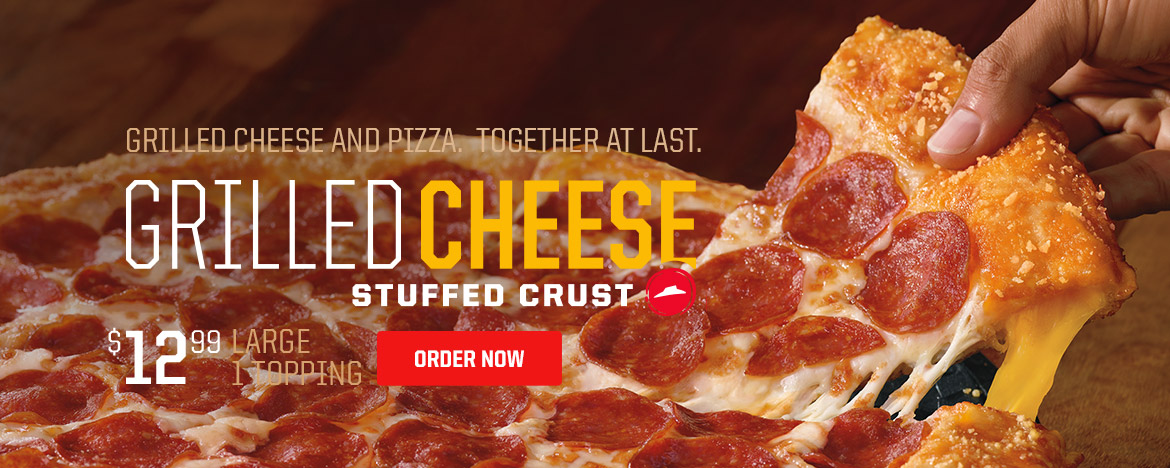 GRILLED CHEESE AND PIZZA. TOGETHER AT LAST.
GRILLED CHEESE
STUFFED CRUST
$12.99 LARGE
1 TOPPING
ORDER NOW